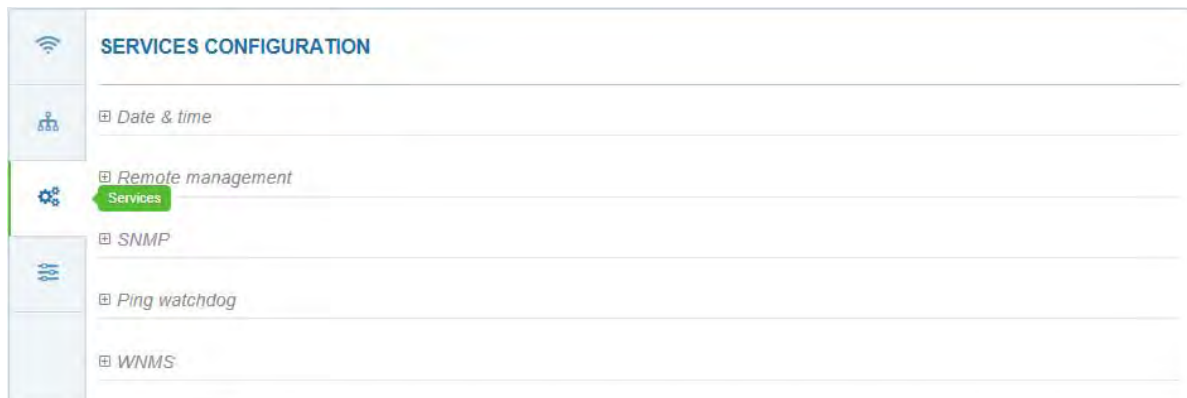 SERVICES CONFIGURATION
Date & time
Remote management
Services
SNMP
Ping watchdog
WNMS